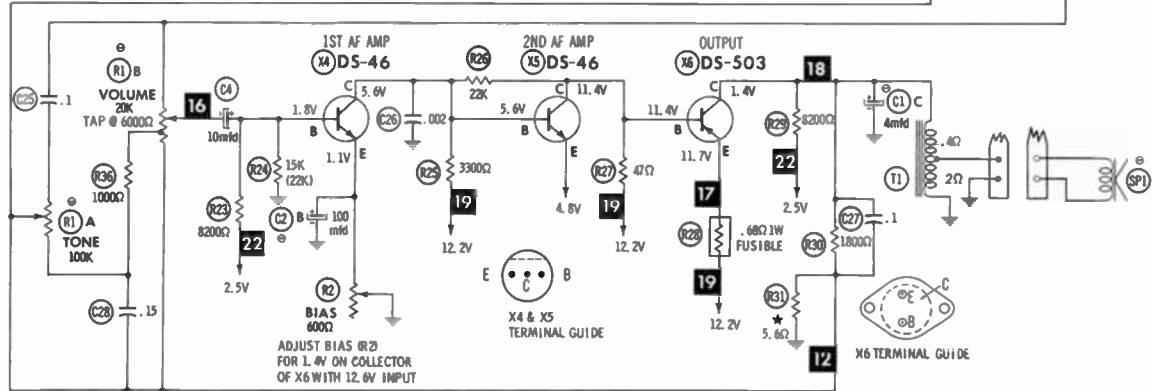 1ST AF AMP
X4 DS-46
2ND AF AMP
X5 DS-46
OUTPUT
X6 DS-503
R1 B
VOLUME
20K
TAP @ 6000Ω
C25 .1
16
C4
10mfd
R36
1000Ω
R1 A
TONE
100K
C28 .15
R23
8200Ω
22
2.5V
R24
15K
(22K)
1.8V
B
C
5.6V
1.1V
E
C2 B
100
mfd
R2
BIAS
600Ω
ADJUST BIAS (R2)
FOR 1.4V ON COLLECTOR
OF X6 WITH 12.6V INPUT
C26 .002
R26
22K
R25
3300Ω
19
12.2V
5.6V
B
C
11.4V
E
4.8V
E C B
X4 & X5
TERMINAL GUIDE
R27
47Ω
19
12.2V
11.4V
B
C
1.4V
E
11.7V
17
R28
.68Ω 1W
FUSIBLE
19
12.2V
18
R29
8200Ω
22
2.5V
C1 C
4mfd
T1
.4Ω
2Ω
SP1
C27
.1
R30
1800Ω
R31
★
5.6Ω
12
E
C
B
X6 TERMINAL GUIDE